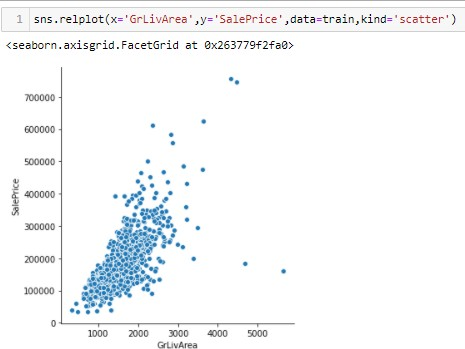 1 sns.relplot(x='GrLivArea',y='SalePrice',data=train,kind='scatter')
<seaborn.axisgrid.FacetGrid at 0x263779f2fa0>
700000
600000
500000
400000
300000
200000
100000
0
SalePrice
1000 2000 3000 4000 5000
GrLivArea